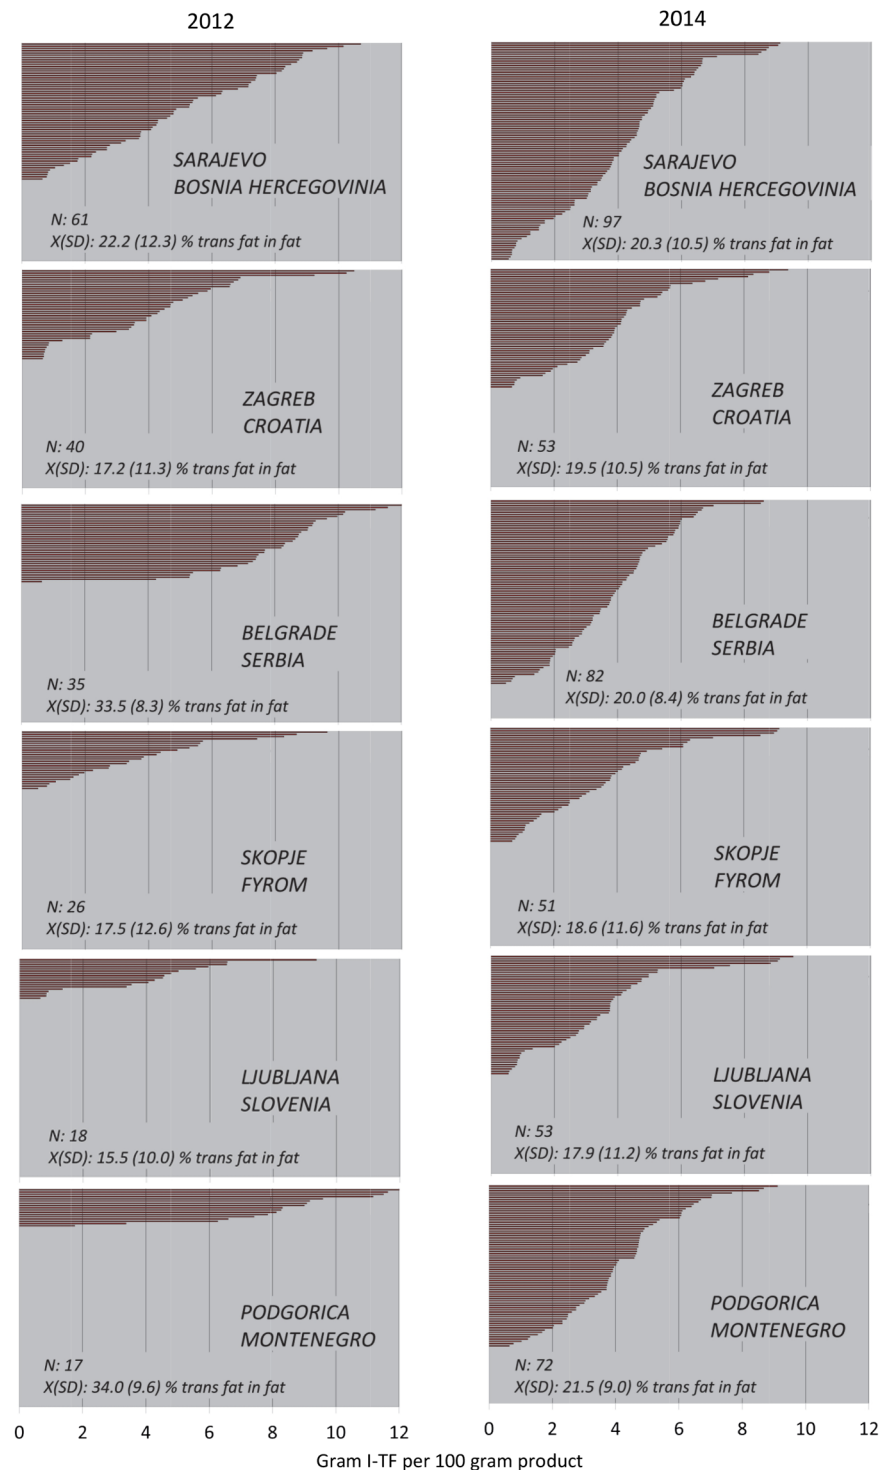 2012
2014
SARAJEVO
BOSNIA HERCEGOVINIA
N: 61
X(SD): 22.2 (12.3) % trans fat in fat
SARAJEVO
BOSNIA HERCEGOVINIA
N: 97
X(SD): 20.3 (10.5) % trans fat in fat
ZAGREB
CROATIA
N: 40
X(SD): 17.2 (11.3) % trans fat in fat
ZAGREB
CROATIA
N: 53
X(SD): 19.5 (10.5) % trans fat in fat
BELGRADE
SERBIA
N: 35
X(SD): 33.5 (8.3) % trans fat in fat
BELGRADE
SERBIA
N: 82
X(SD): 20.0 (8.4) % trans fat in fat
SKOPJE
FYROM
N: 26
X(SD): 17.5 (12.6) % trans fat in fat
SKOPJE
FYROM
N: 51
X(SD): 18.6 (11.6) % trans fat in fat
LJUBLJANA
SLOVENIA
N: 18
X(SD): 15.5 (10.0) % trans fat in fat
LJUBLJANA
SLOVENIA
N: 53
X(SD): 17.9 (11.2) % trans fat in fat
PODGORICA
MONTENEGRO
N: 17
X(SD): 34.0 (9.6) % trans fat in fat
PODGORICA
MONTENEGRO
N: 72
X(SD): 21.5 (9.0) % trans fat in fat
0 2 4 6 8 10 12
0 2 4 6 8 10 12
Gram I-TF per 100 gram product